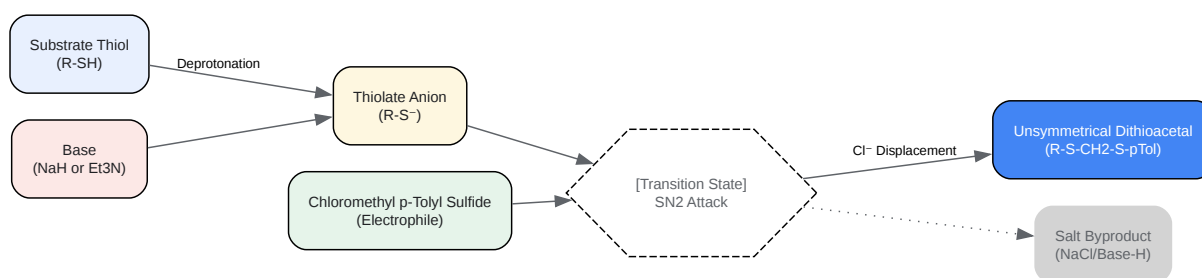 Substrate Thiol
(R-SH)
Deprotonation
Base
(NaH or Et3N)
Thiolate Anion
(R-S⁻)
Chloromethyl p-Tolyl Sulfide
(Electrophile)
[Transition State]
SN2 Attack
Cl⁻ Displacement
Unsymmetrical Dithioacetal
(R-S-CH2-S-pTol)
Salt Byproduct
(NaCl/Base-H)